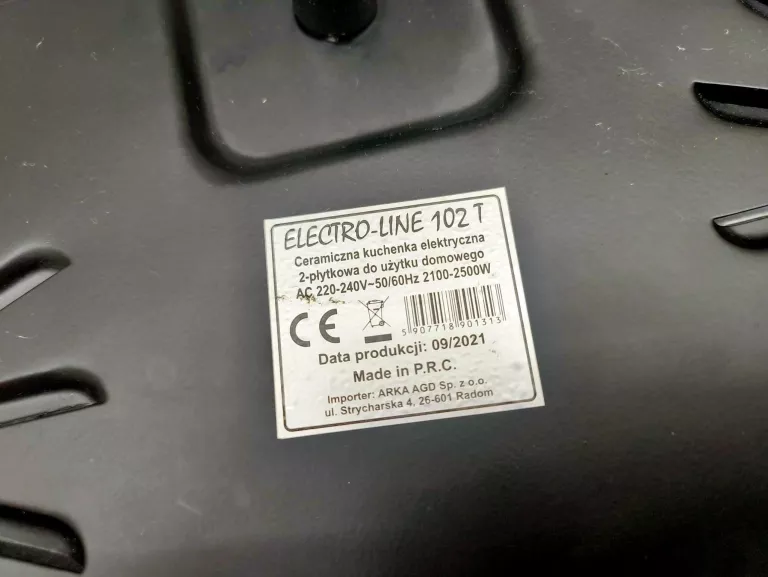 ELECTRO-LINE 102 T
Ceramiczna kuchenka elektryczna
2-płytkowa do użytku domowego
AC 220-240V~50/60Hz 2100-2500W
CE
5 907718 901313
Data produkcji: 09/2021
Made in P.R.C.
Importer: ARKA AGD Sp. z o.o.
ul. Strycharska 4, 26-601 Radom